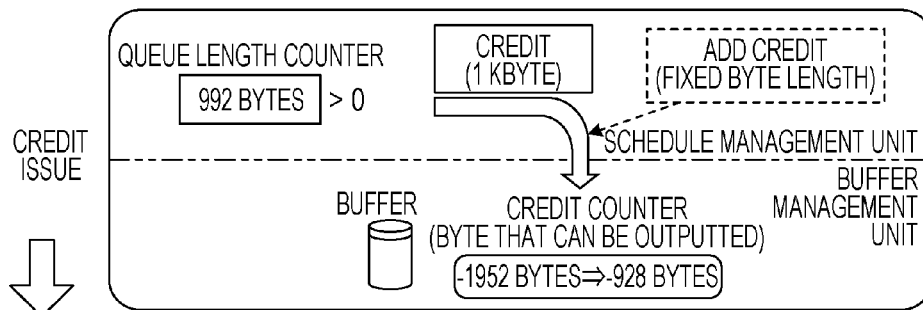 QUEUE LENGTH COUNTER
992 BYTES > 0
CREDIT
(1 KBYTE)
ADD CREDIT
(FIXED BYTE LENGTH)
SCHEDULE MANAGEMENT UNIT
CREDIT
ISSUE
BUFFER
MANAGEMENT
UNIT
BUFFER
CREDIT COUNTER
(BYTE THAT CAN BE OUTPUTTED)
-1952 BYTES⇒-928 BYTES